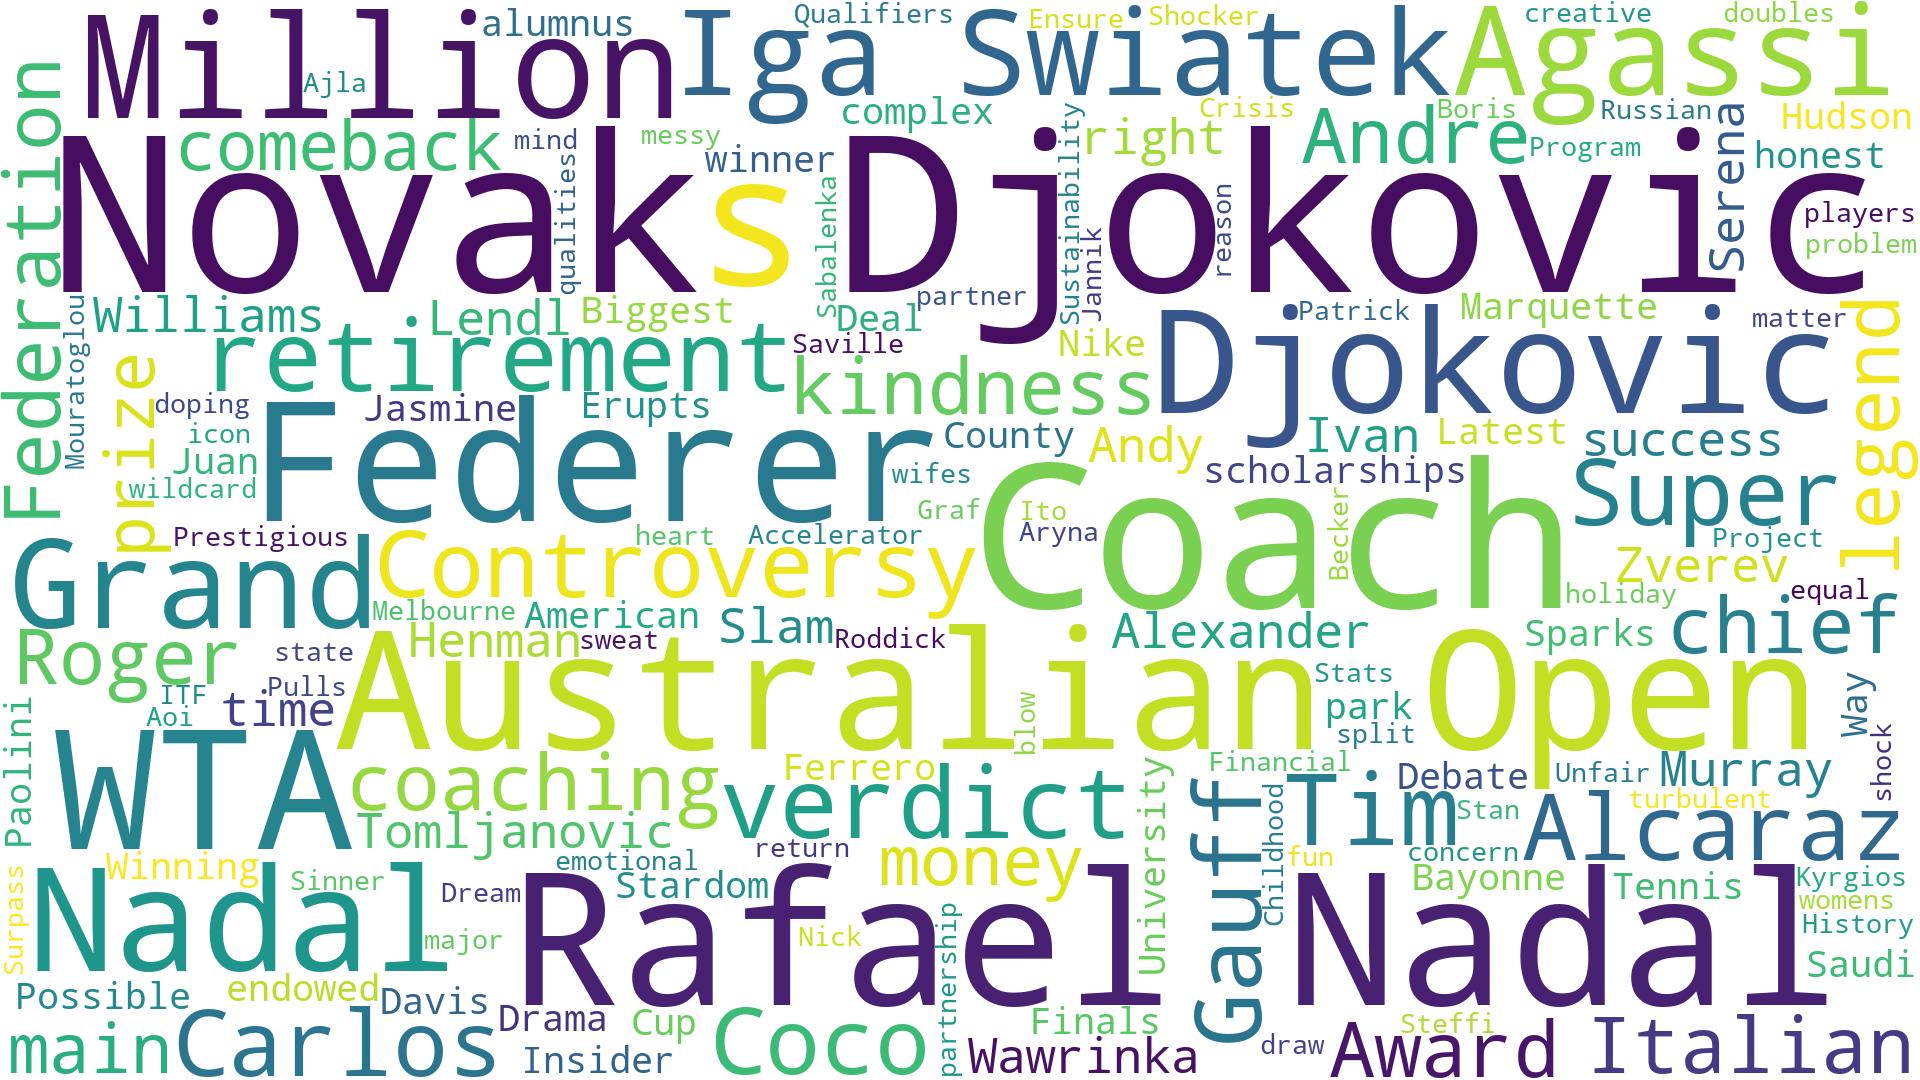 Million
alumnus
Qualifiers
Iga Swiatek
Ensure
Shocker
Agassi
creative
doubles
Ajla
Federation
comeback
mind
messy
complex
Crisis
Boris
Russian
Hudson
winner
right
Andre
Program
Serena
honest
Novak Djokovic
s
qualities
Sabalenka
Sustainability
Jannik
reason
players
problem
partner
Williams
Lendl
Biggest
Deal
Patrick
Marquette
matter
Mouratoglou
prize
retirement
Saville
Nike
Djokovic
legend
kindness
doping
Jasmine
Erupts
icon
Federer
County
Andy
Ivan
Latest
success
Juan
wildcard
wifes
scholarships
Super
Graf
Ito
Coach
Becker
Prestigious
heart
Accelerator
Aryna
Project
Grand
Controversy
Zverev
equal
holiday
Melbourne
American
Slam
Alexander
Sparks
chief
Roger
Henman
sweat
Roddick
state
Australian Open
Stats
ITF
Pulls
Aoi
time
blow
park
split
Way
shock
Paolini
WTA
coaching
Ferrero
verdict
University
Financial
Debate
Unfair
Murray
Tim
Gauff
Childhood
turbulent
Stan
Alcaraz
Tomljanovic
return
Winning
emotional
money
fun
concern
Surpass
Nadal
Sinner
Dream
Stardom
Bayonne
Tennis
Kyrgios
womens
Rafael Nadal
major
Nick
partnership
History
Saudi
Possible
endowed
Davis
Drama
Cup
Coco
Finals
Steffi
main
Carlos
Insider
Wawrinka
draw
Award
Italian